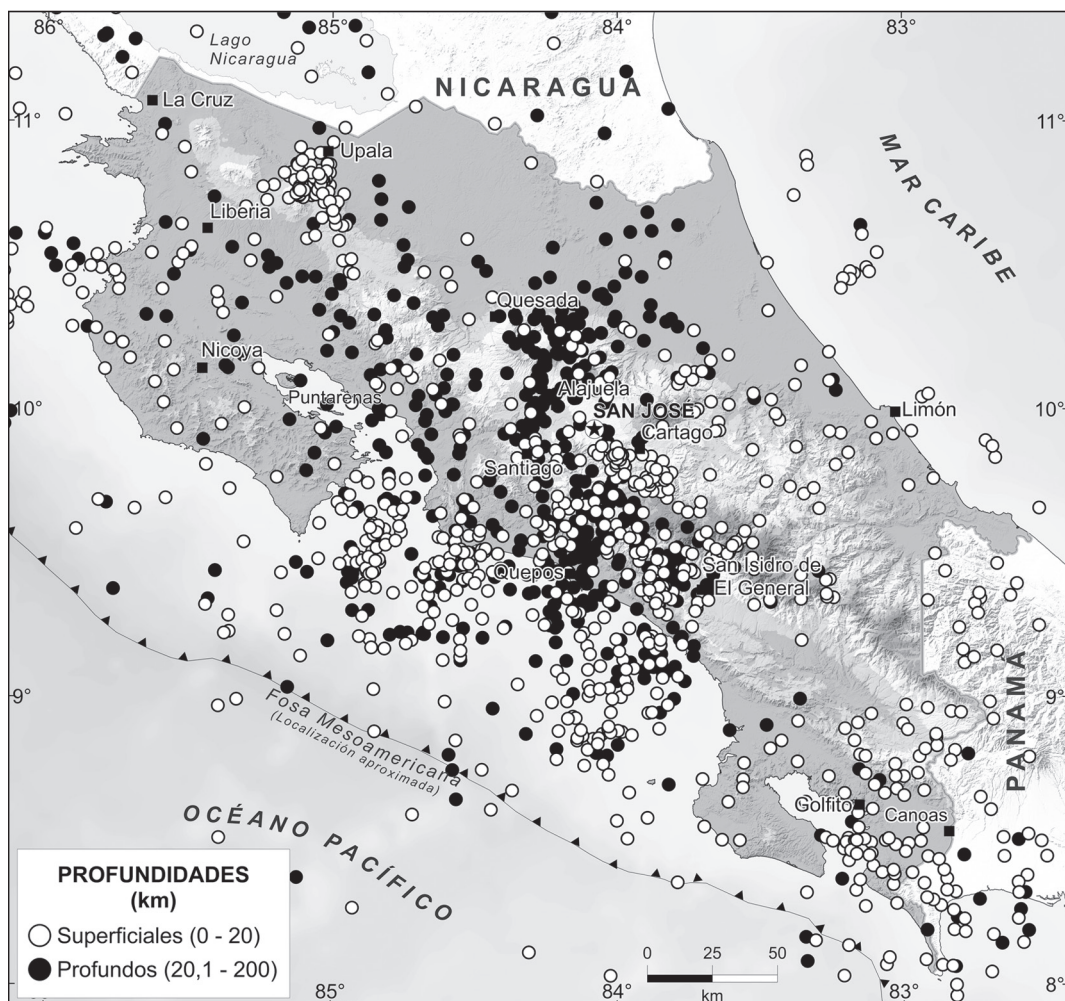 86°
85°
84°
83°
Lago
Nicaragua
NICARAGUA
La Cruz
11°
11°
Upala
MAR CARIBE
Liberia
Quesada
Nicoya
Alajuela
Puntarenas
10°
SAN JOSÉ
Limón
10°
Cartago
Santiago
Quepos
San Isidro de
El General
9°
9°
Fosa Mesoamericana
(Localización aproximada)
PANAMA
Golfito
Canoas
OCÉANO PACÍFICO
PROFUNDIDADES
(km)
Superficiales (0 - 20)
Profundos (20,1 - 200)
0 25 50
km
86°
85°
84°
83°
8°